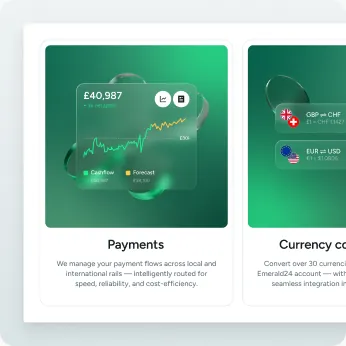 £40,987
£50k
Cashflow
Forecast
GBP ⇌ CHF
EUR ⇌ USD
Payments
We manage your payment flows across local and
international rails — intelligently routed for
speed, reliability, and cost-efficiency.
Currency co
Convert over 30 currenci
Emerald24 account — with
seamless integration in